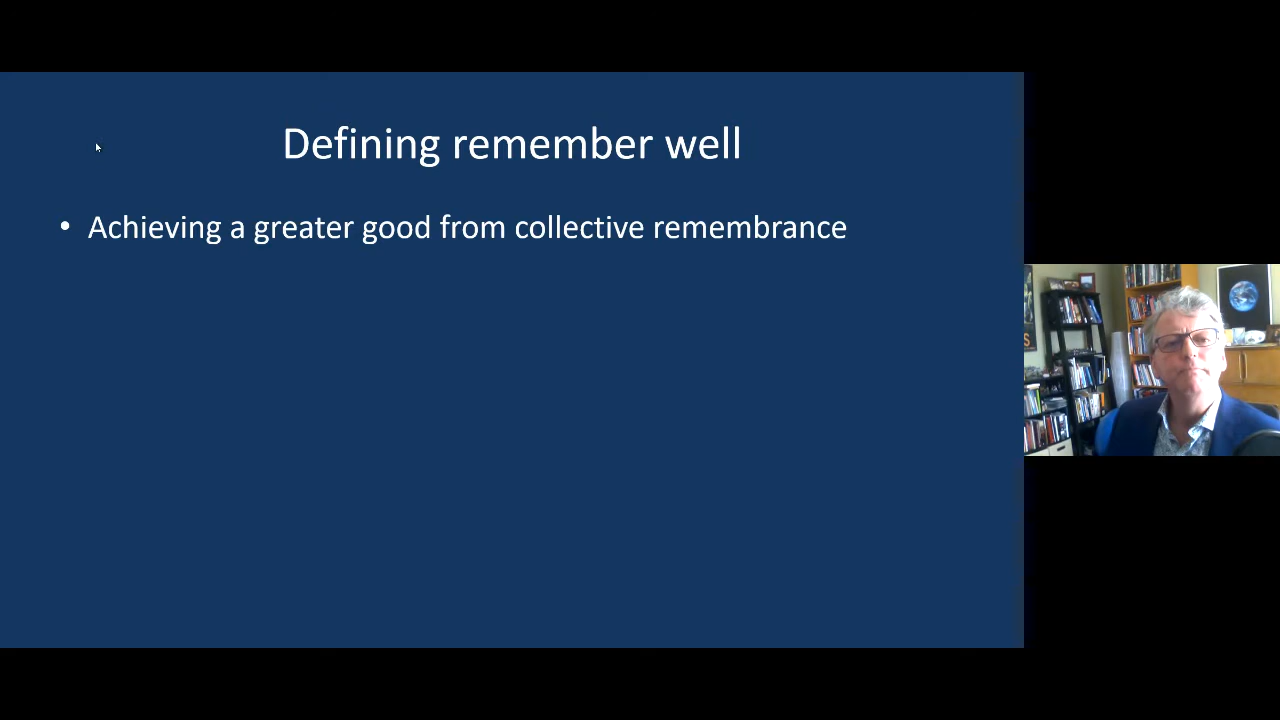 Defining remember well
• Achieving a greater good from collective remembrance
S